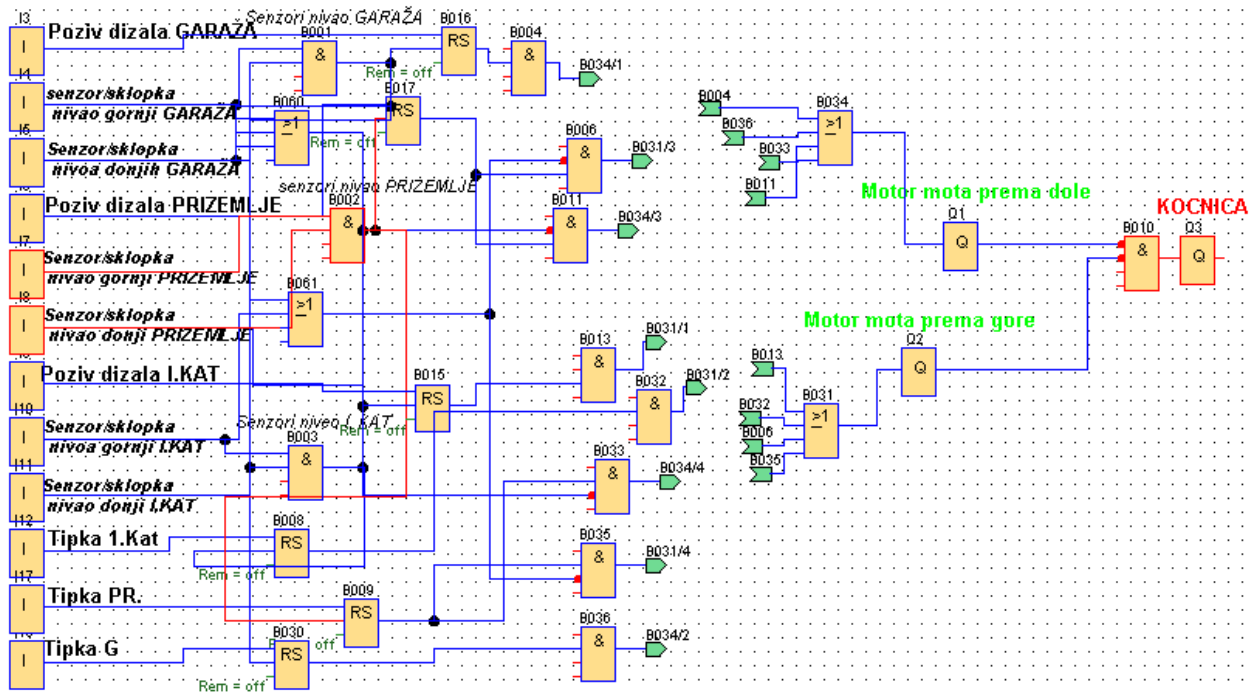 I3
I
Poziv dizala GARAŽA
Senzori nivao GARAŽA
B001
&
B016
RS
Rem = off
B004
&
B034/1
I4
I
senzor/sklopka
nivao gornji GARAŽA
B060
>1
B017
RS
Rem = off
I5
I
Senzor/sklopka
nivoa donjih GARAŽA
B006
&
B031/3
senzori nivao PRIZEMLJE
B002
&
I
Poziv dizala PRIZEMLJE
B011
&
B034/3
I7
I
Senzor/sklopka
nivao gornji PRIZEMLJE
B061
>1
I8
I
Senzor/sklopka
nivao donji PRIZEMLJE
I
Poziv dizala I.KAT
B015
RS
Rem = off
B013
&
B031/1
B032
&
B031/2
I10
I
Senzor/sklopka
nivoa gornji I.KAT
Senzori niveo I. KAT
B003
&
B033
&
B034/4
I11
I
Senzor/sklopka
nivao donji I.KAT
I12
I
Tipka 1.Kat
B008
RS
Rem = off
B035
&
B031/4
I17
I
Tipka PR.
B009
RS
off
I
Tipka G
B030
RS
Rem = off
B036
&
B034/2
B004
B036
B033
B011
B034
>1
Motor mota prema dole
Q1
Q
KOCNICA
B010
&
Q3
Q
Motor mota prema gore
Q2
Q
B013
B032
B006
B035
B031
>1